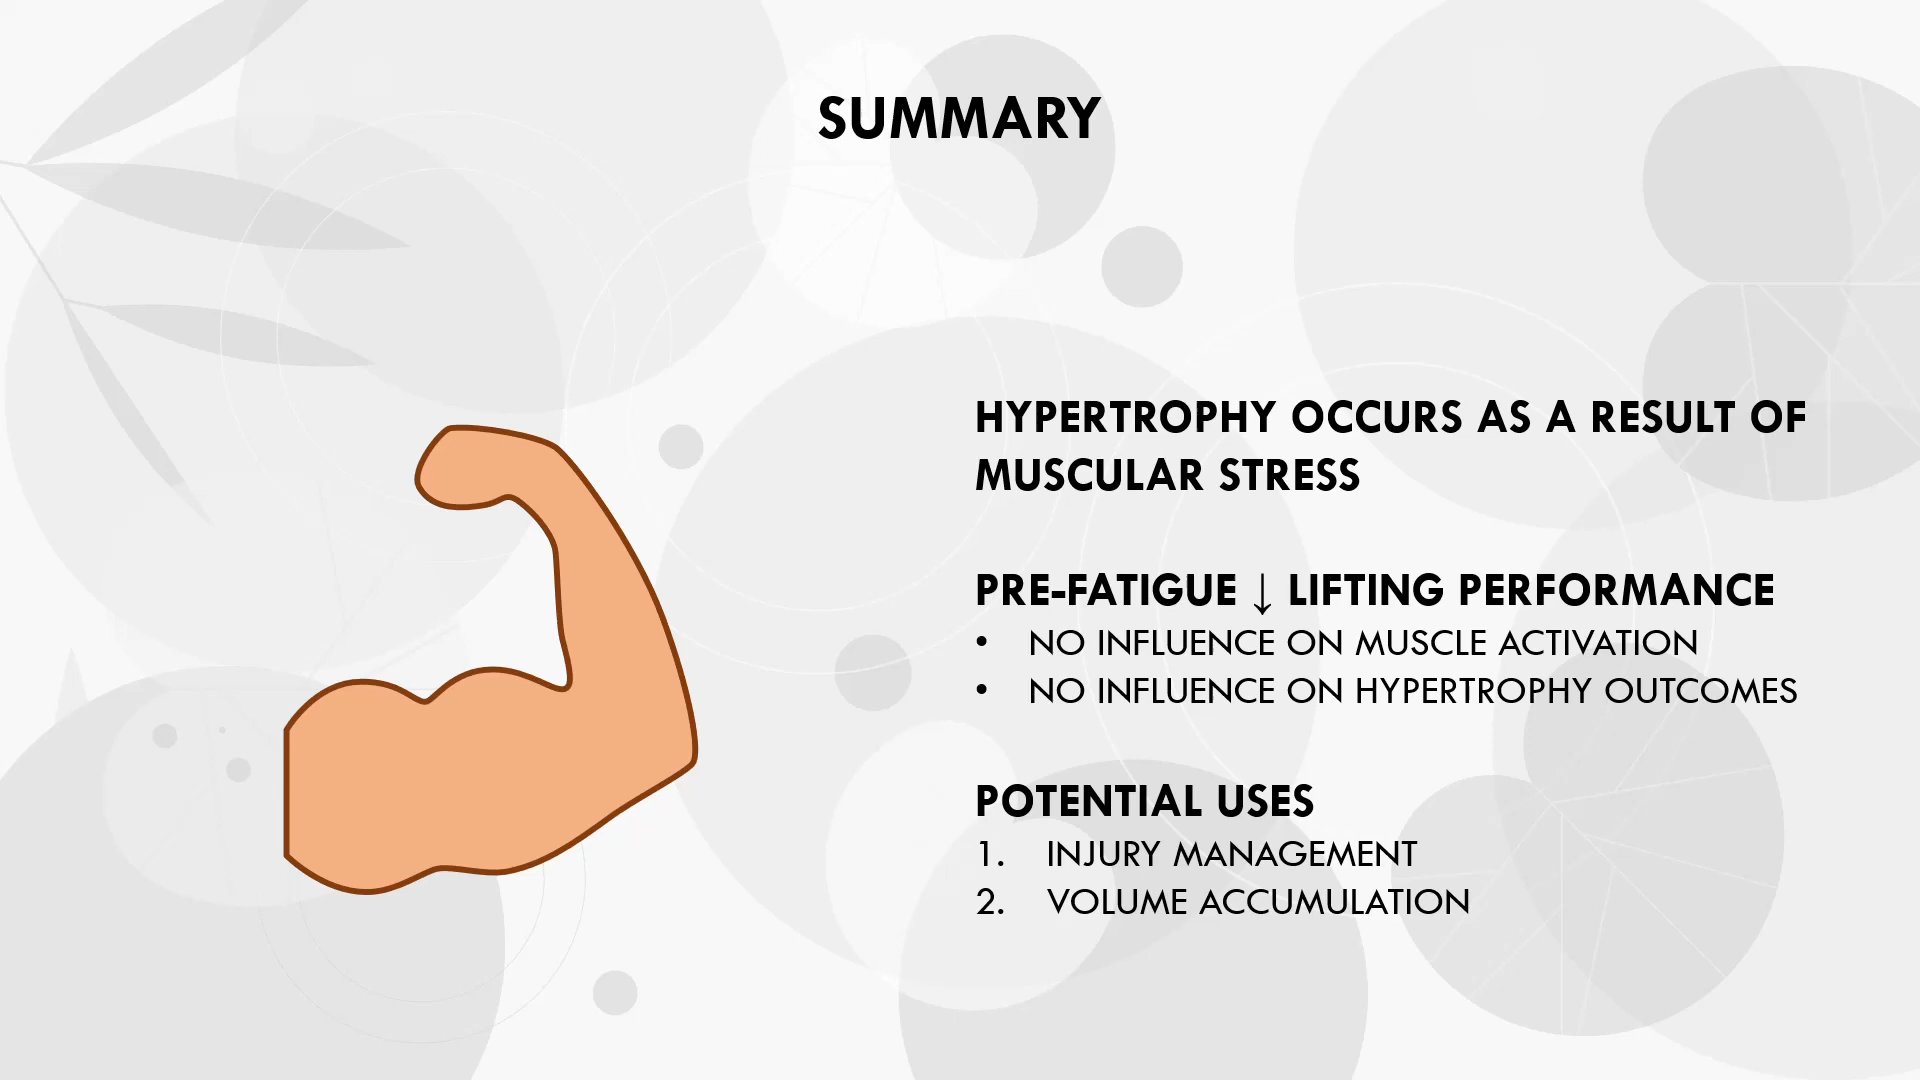 SUMMARY
HYPERTROPHY OCCURS AS A RESULT OF
MUSCULAR STRESS
PRE-FATIGUE ↓ LIFTING PERFORMANCE
• NO INFLUENCE ON MUSCLE ACTIVATION
• NO INFLUENCE ON HYPERTROPHY OUTCOMES
POTENTIAL USES
1. INJURY MANAGEMENT
2. VOLUME ACCUMULATION